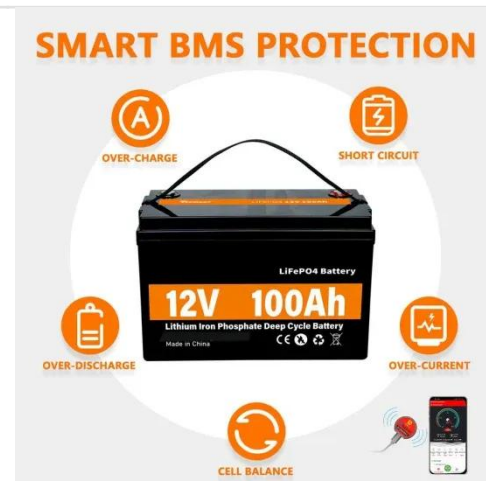 SMART BMS PROTECTION
OVER-CHARGE
SHORT CIRCUIT
LiFePO4 Battery
12V 100Ah
Lithium Iron Phosphate Deep Cycle Battery
Made in China
CE
OVER-DISCHARGE
OVER-CURRENT
CELL BALANCE